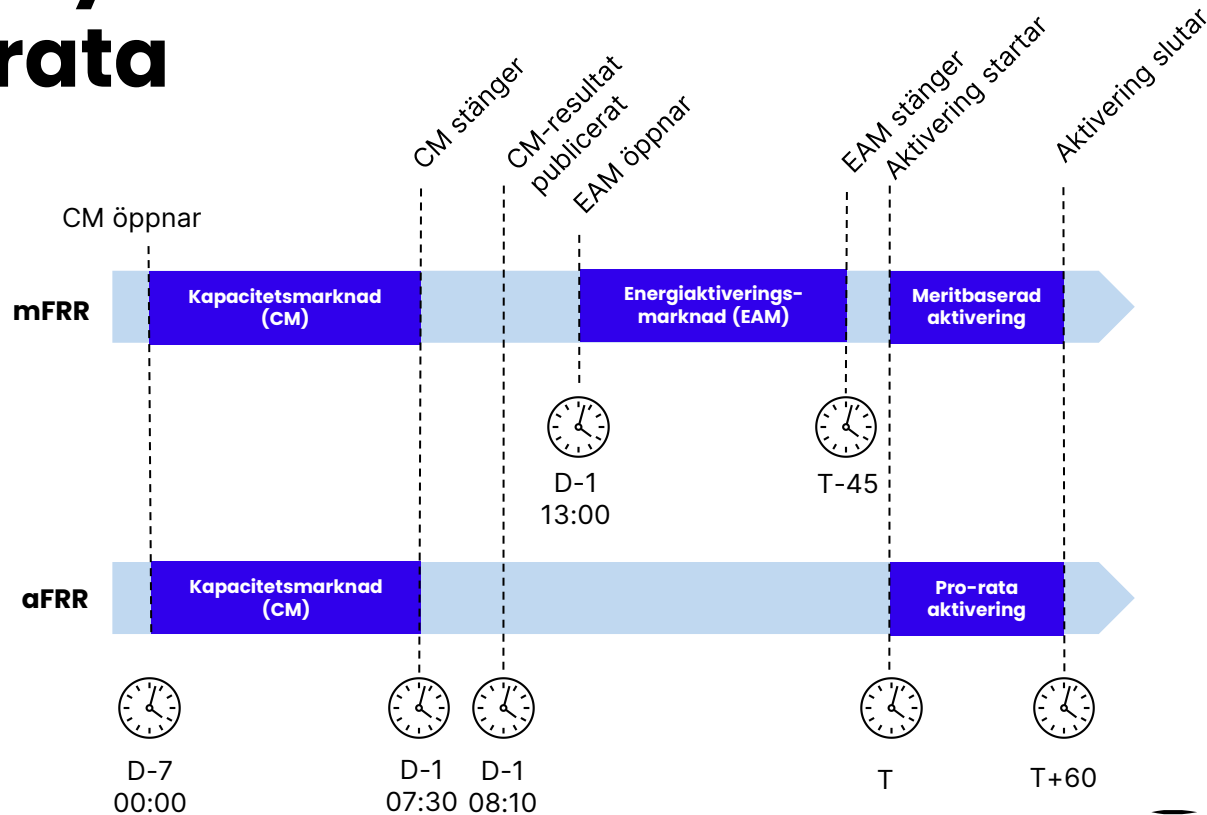 rata
CM öppnar
CM stänger
CM-resultat
publicerat
EAM öppnar
EAM stänger
Aktivering startar
Aktivering slutar
mFRR
Kapacitetsmarknad
(CM)
Energiaktiverings-
marknad (EAM)
Meritbaserad
aktivering
D-1
13:00
T-45
aFRR
Kapacitetsmarknad
(CM)
Pro-rata
aktivering
D-7
00:00
D-1
07:30
D-1
08:10
T
T+60